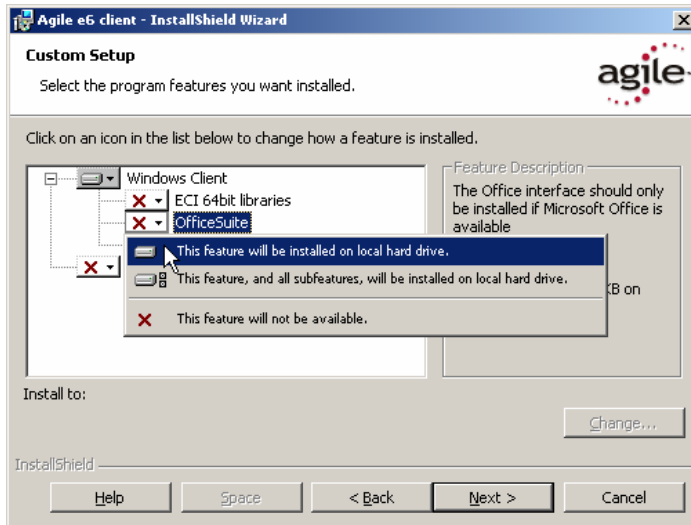 Agile e6 client - InstallShield Wizard
Custom Setup
Select the program features you want installed.
agile
Click on an icon in the list below to change how a feature is installed.
Windows Client
ECI 64bit libraries
OfficeSuite
This feature will be installed on local hard drive.
This feature, and all subfeatures, will be installed on local hard drive.
This feature will not be available.
Feature Description
The Office interface should only
be installed if Microsoft Office is
available
KB on
Install to:
Change...
InstallShield
Help
Space
< Back
Next >
Cancel